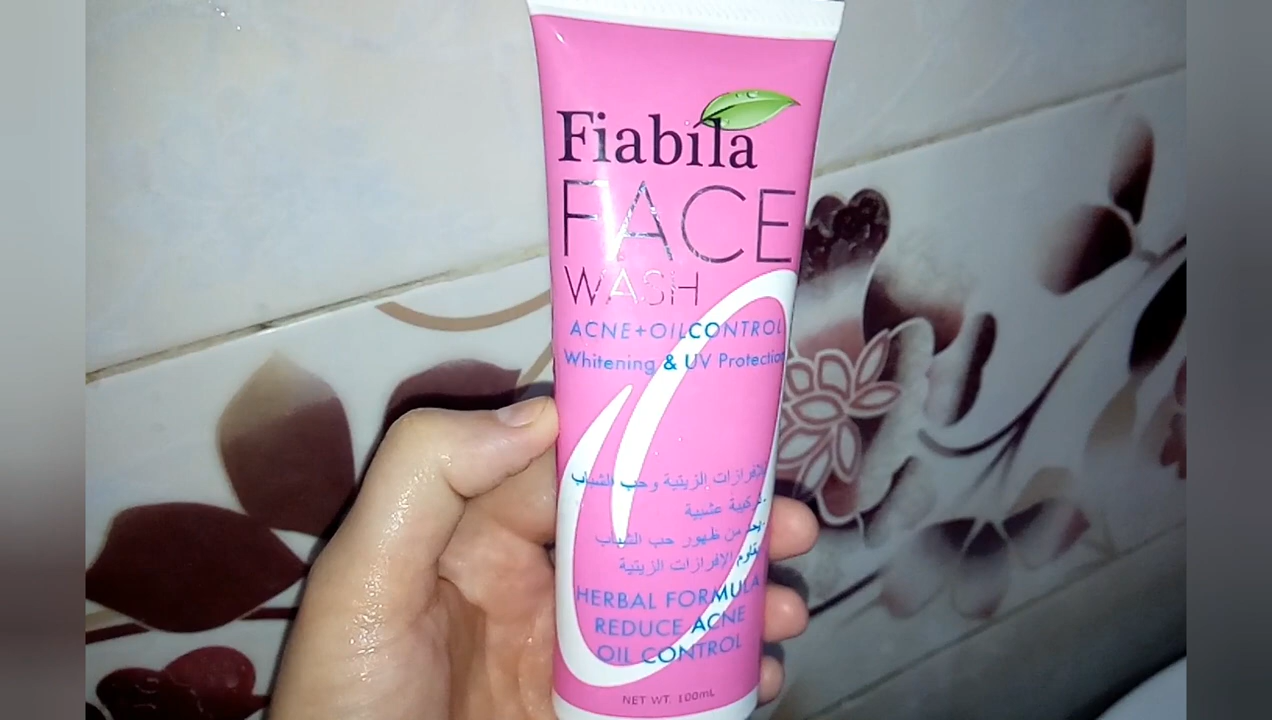 Fiabila
FACE
WASH
ACNE+OILCONTROL
Whitening & UV Protection
للإفرازات الزيتية وحب الشباب
تركيبة عشبية.
يحد من ظهور حب الشباب.
يقاوم الإفرازات الزيتية
HERBAL FORMULA
REDUCE ACNE
OIL CONTROL
NET WT. 100mL